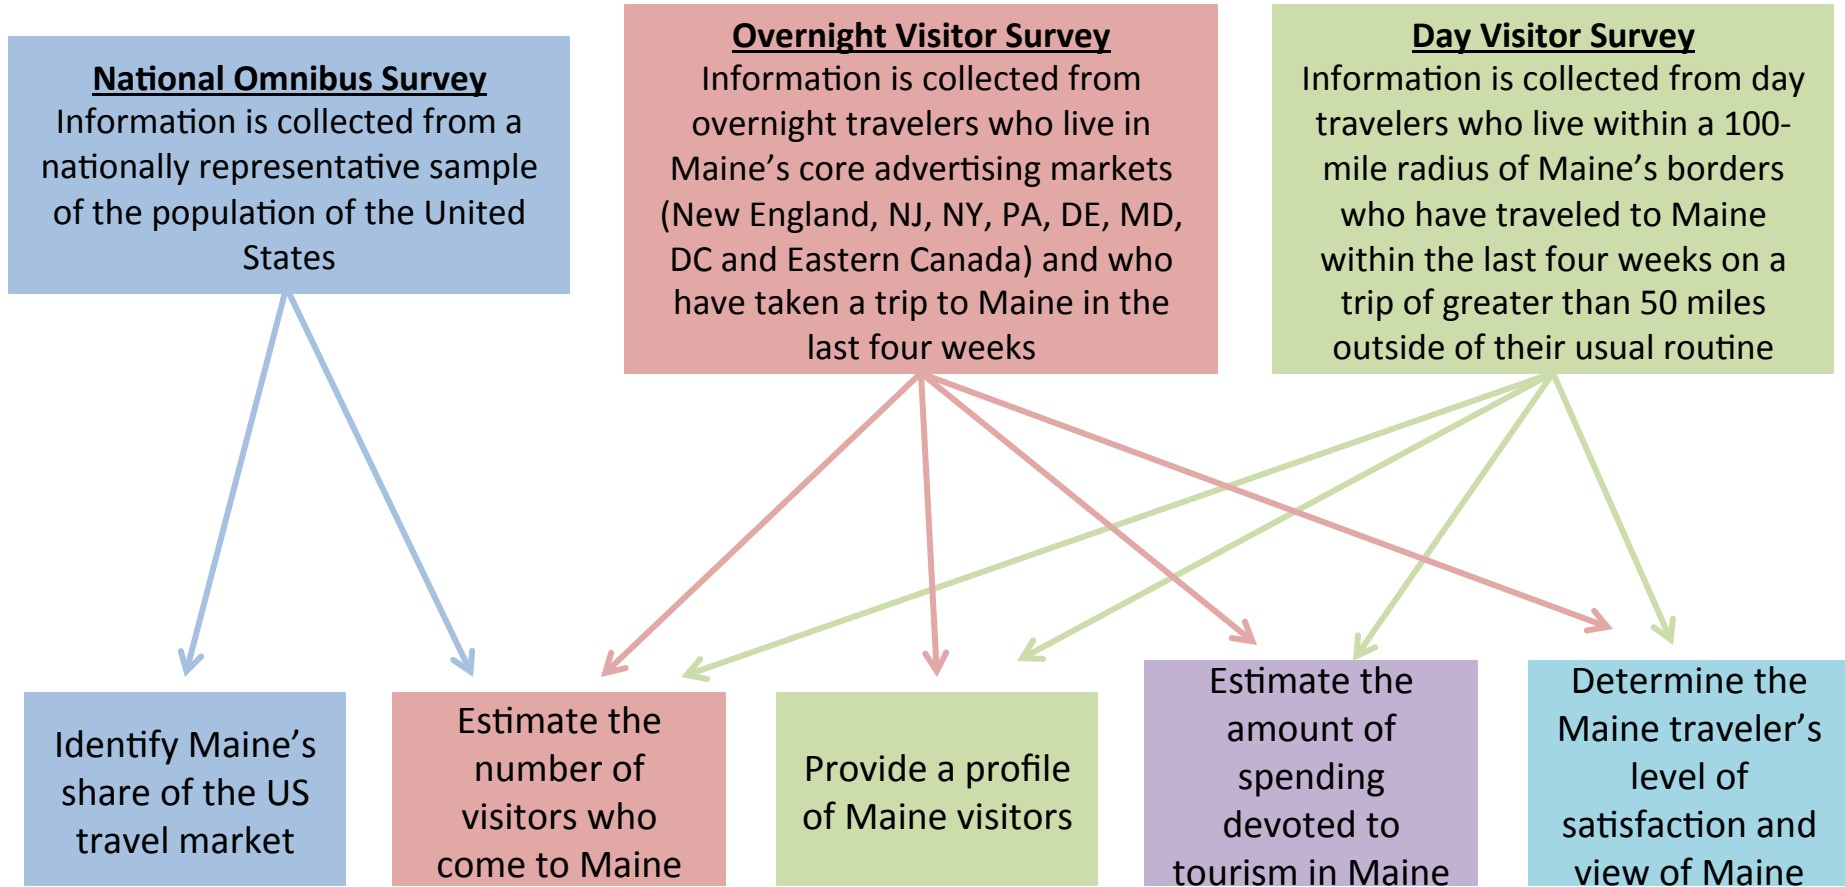 National Omnibus Survey
Information is collected from a
nationally representative sample
of the population of the United
States
Overnight Visitor Survey
Information is collected from
overnight travelers who live in
Maine’s core advertising markets
(New England, NJ, NY, PA, DE, MD,
DC and Eastern Canada) and who
have taken a trip to Maine in the
last four weeks
Day Visitor Survey
Information is collected from day
travelers who live within a 100-
mile radius of Maine’s borders
who have traveled to Maine
within the last four weeks on a
trip of greater than 50 miles
outside of their usual routine
Identify Maine’s
share of the US
travel market
Estimate the
number of
visitors who
come to Maine
Provide a profile
of Maine visitors
Estimate the
amount of
spending
devoted to
tourism in Maine
Determine the
Maine traveler’s
level of
satisfaction and
view of Maine